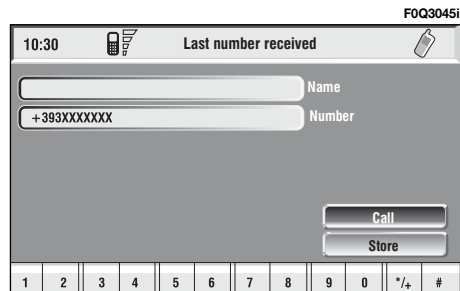 F0Q3045i
10:30 Last number received
Name
+393XXXXXXX Number
Call
Store
1 2 3 4 5 6 7 8 9 0 */+ #